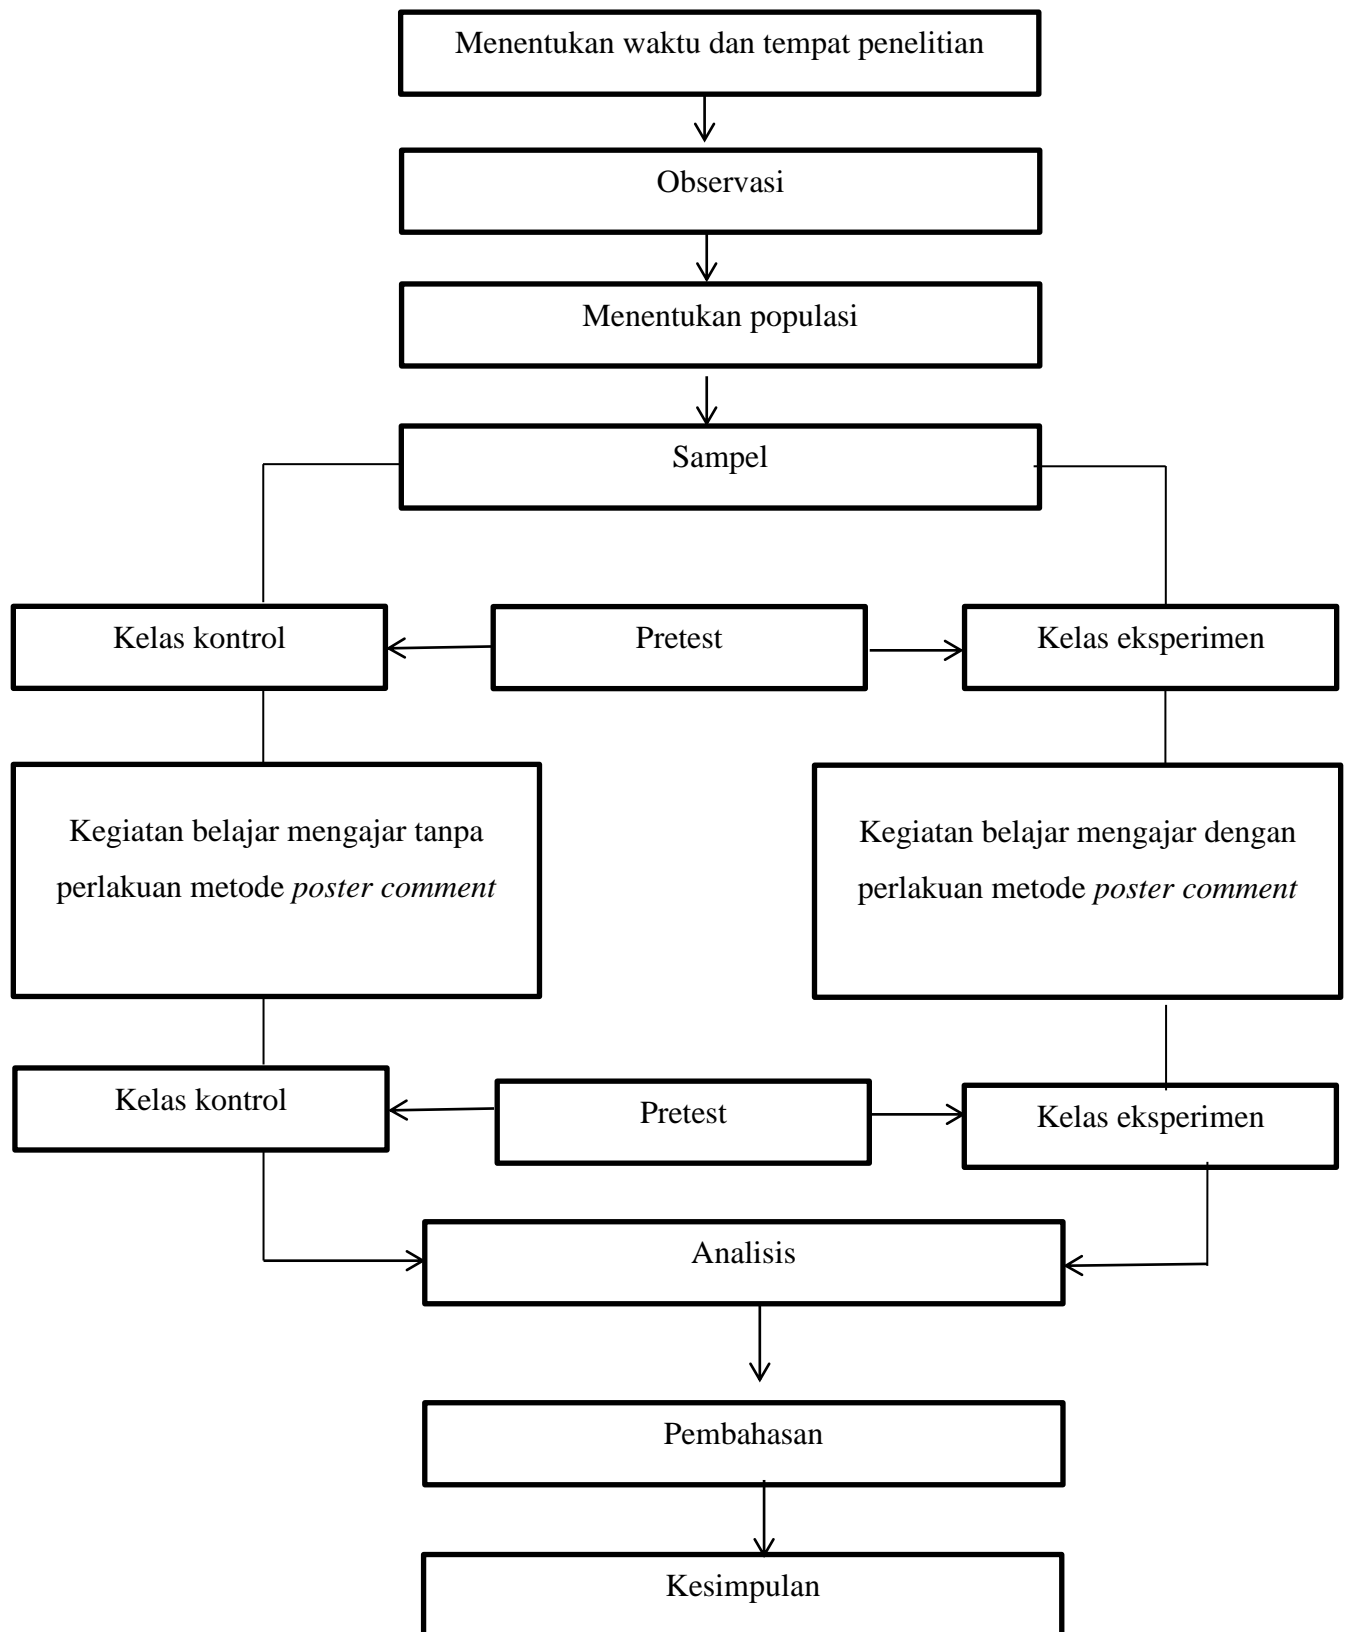 Menentukan waktu dan tempat penelitian
Observasi
Menentukan populasi
Sampel
Kelas kontrol
Pretest
Kelas eksperimen
Kegiatan belajar mengajar tanpa
perlakuan metode poster comment
Kegiatan belajar mengajar dengan
perlakuan metode poster comment
Kelas kontrol
Pretest
Kelas eksperimen
Analisis
Pembahasan
Kesimpulan